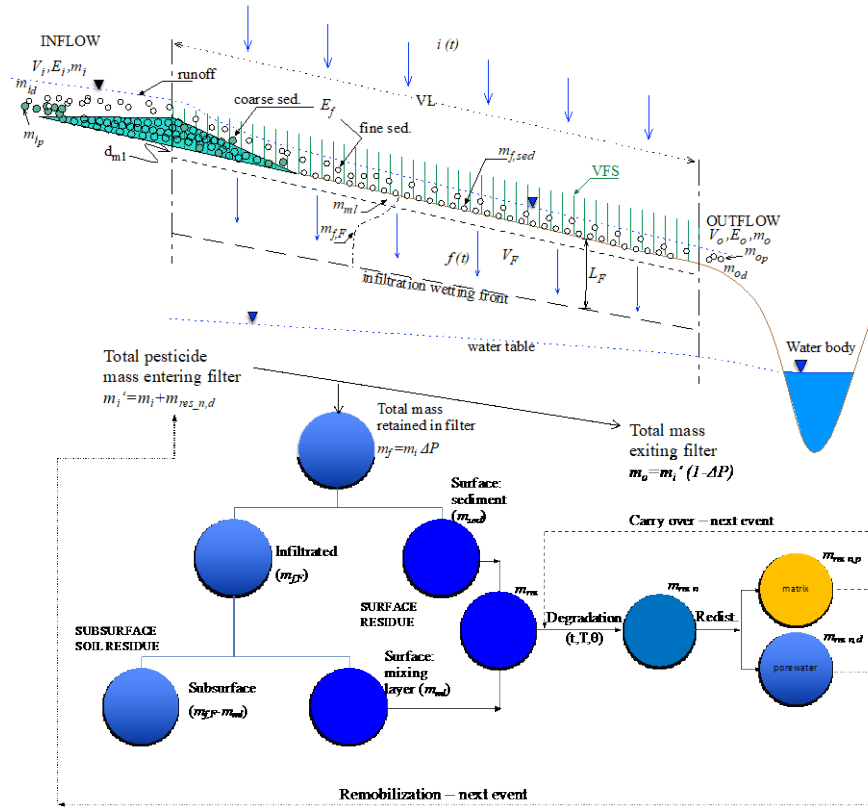 INFLOW
V_i, E_i, m_i
m_id
runoff
m_ip
d_m1
coarse sed.
E_f
fine sed.
i (t)
VL
m_f,sed
VFS
m_ml
m_f,F
f (t)
V_F
L_F
infiltration wetting front
OUTFLOW
V_o, E_o, m_o
m_op
m_od
water table
Water body
Total pesticide
mass entering filter
m_i'=m_i+m_res_n,d
Total mass
retained in filter
m_f=m_i ΔP
Total mass
exiting filter
m_o=m_i' (1-ΔP)
Surface:
sediment
(m_sed)
Carry over – next event
Infiltrated
(m_f,F)
SURFACE
RESIDUE
m_res
Degradation
(t,T,θ)
m_res n
Redist.
m_res n,p
matrix
m_res n,d
porewater
SUBSURFACE
SOIL RESIDUE
Subsurface
(m_f,F-m_ml)
Surface:
mixing
layer (m_ml)
Remobilization – next event